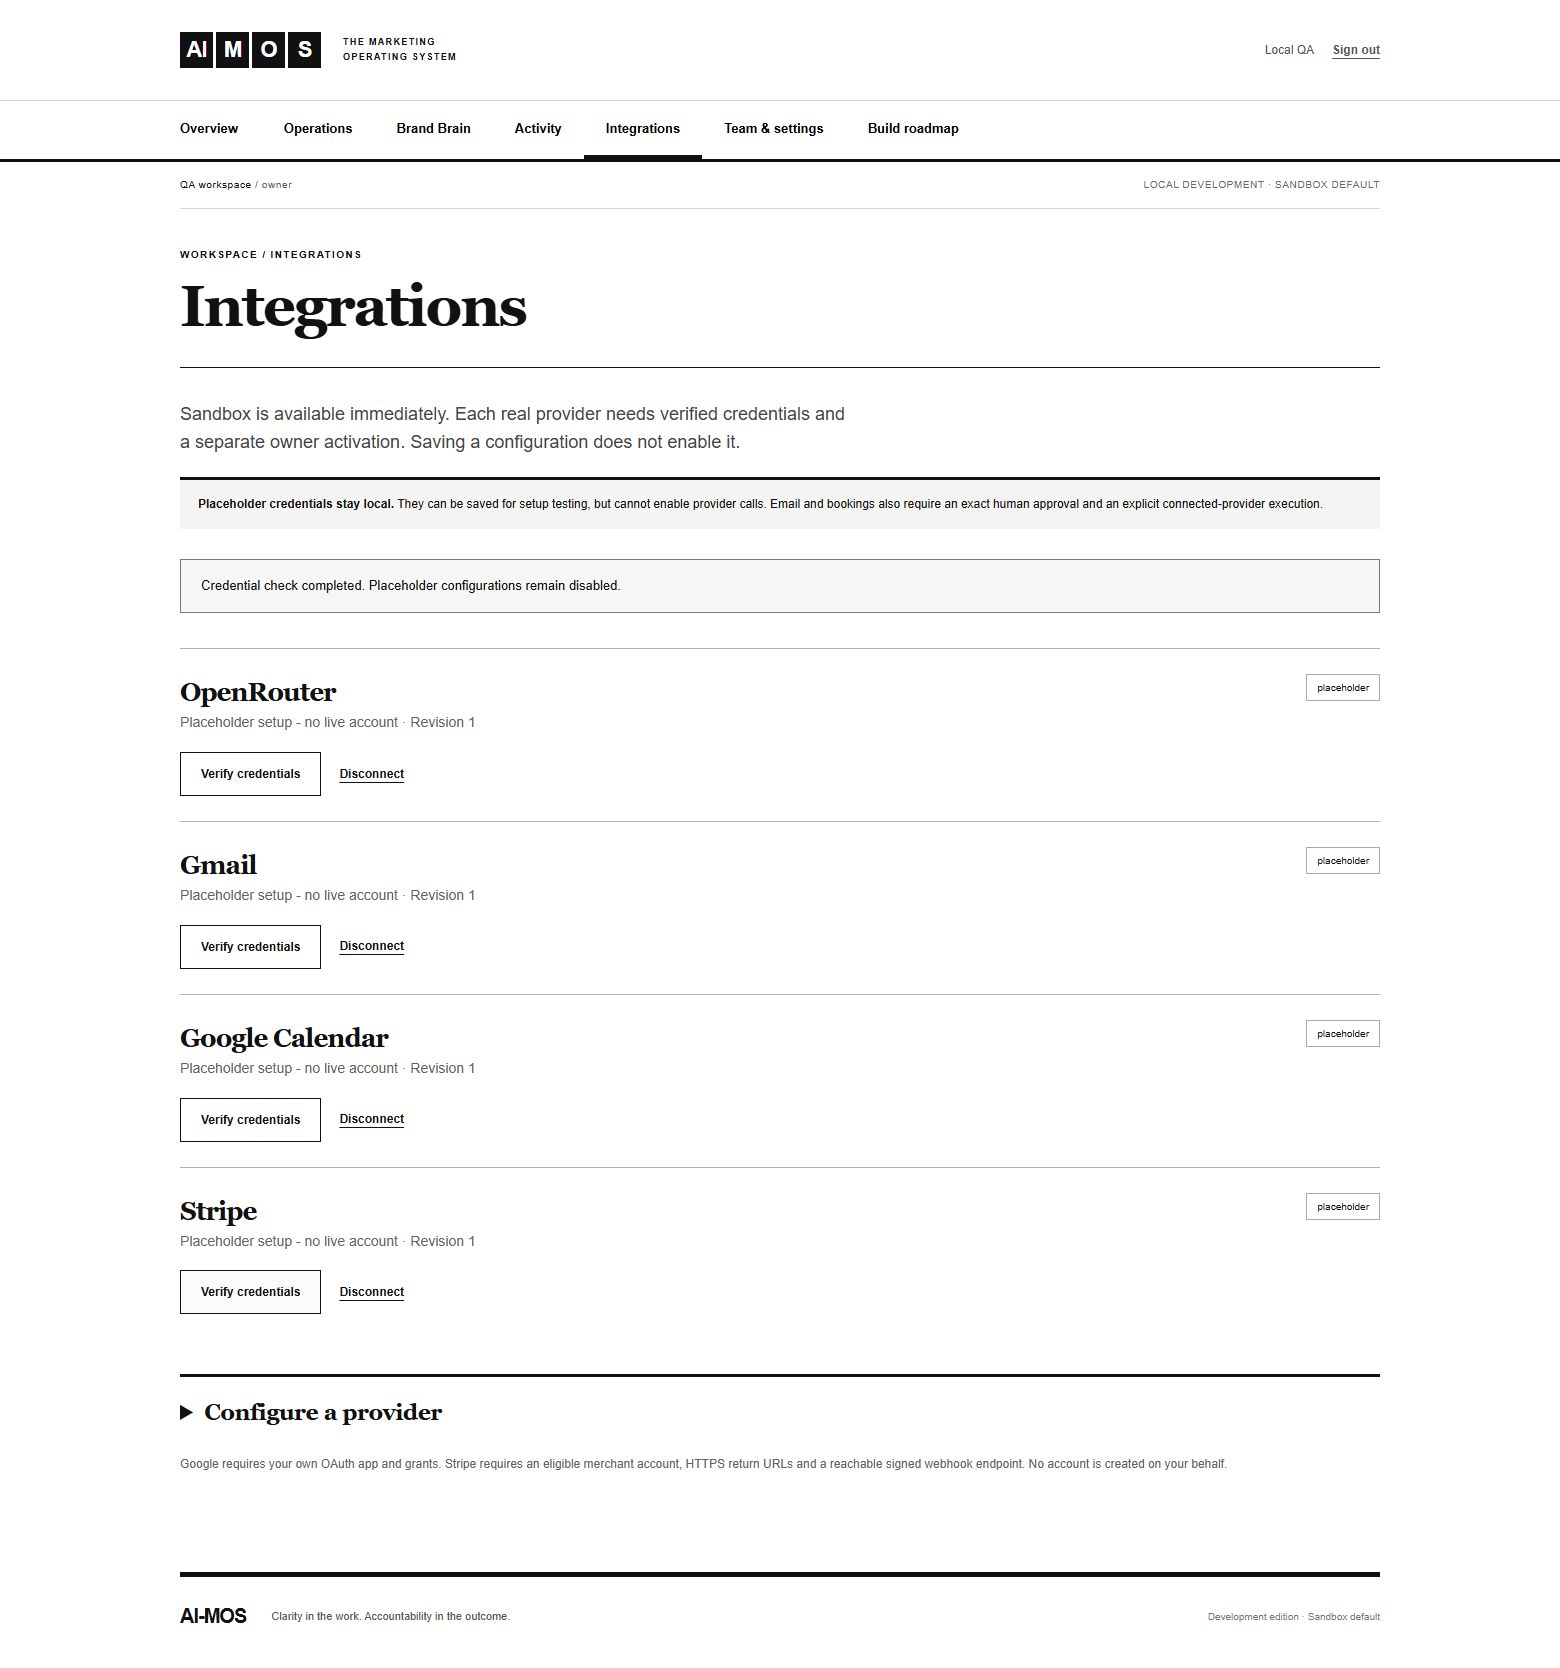 AI M O S
THE MARKETING
OPERATING SYSTEM
Local QA Sign out
Overview Operations Brand Brain Activity Integrations Team & settings Build roadmap
QA workspace / owner
LOCAL DEVELOPMENT · SANDBOX DEFAULT
WORKSPACE / INTEGRATIONS
Integrations
Sandbox is available immediately. Each real provider needs verified credentials and
a separate owner activation. Saving a configuration does not enable it.
Placeholder credentials stay local. They can be saved for setup testing, but cannot enable provider calls. Email and bookings also require an exact human approval and an explicit connected-provider execution.
Credential check completed. Placeholder configurations remain disabled.
OpenRouter
placeholder
Placeholder setup - no live account · Revision 1
Verify credentials Disconnect
Gmail
placeholder
Placeholder setup - no live account · Revision 1
Verify credentials Disconnect
Google Calendar
placeholder
Placeholder setup - no live account · Revision 1
Verify credentials Disconnect
Stripe
placeholder
Placeholder setup - no live account · Revision 1
Verify credentials Disconnect
Configure a provider
Google requires your own OAuth app and grants. Stripe requires an eligible merchant account, HTTPS return URLs and a reachable signed webhook endpoint. No account is created on your behalf.
AI-MOS
Clarity in the work. Accountability in the outcome.
Development edition · Sandbox default